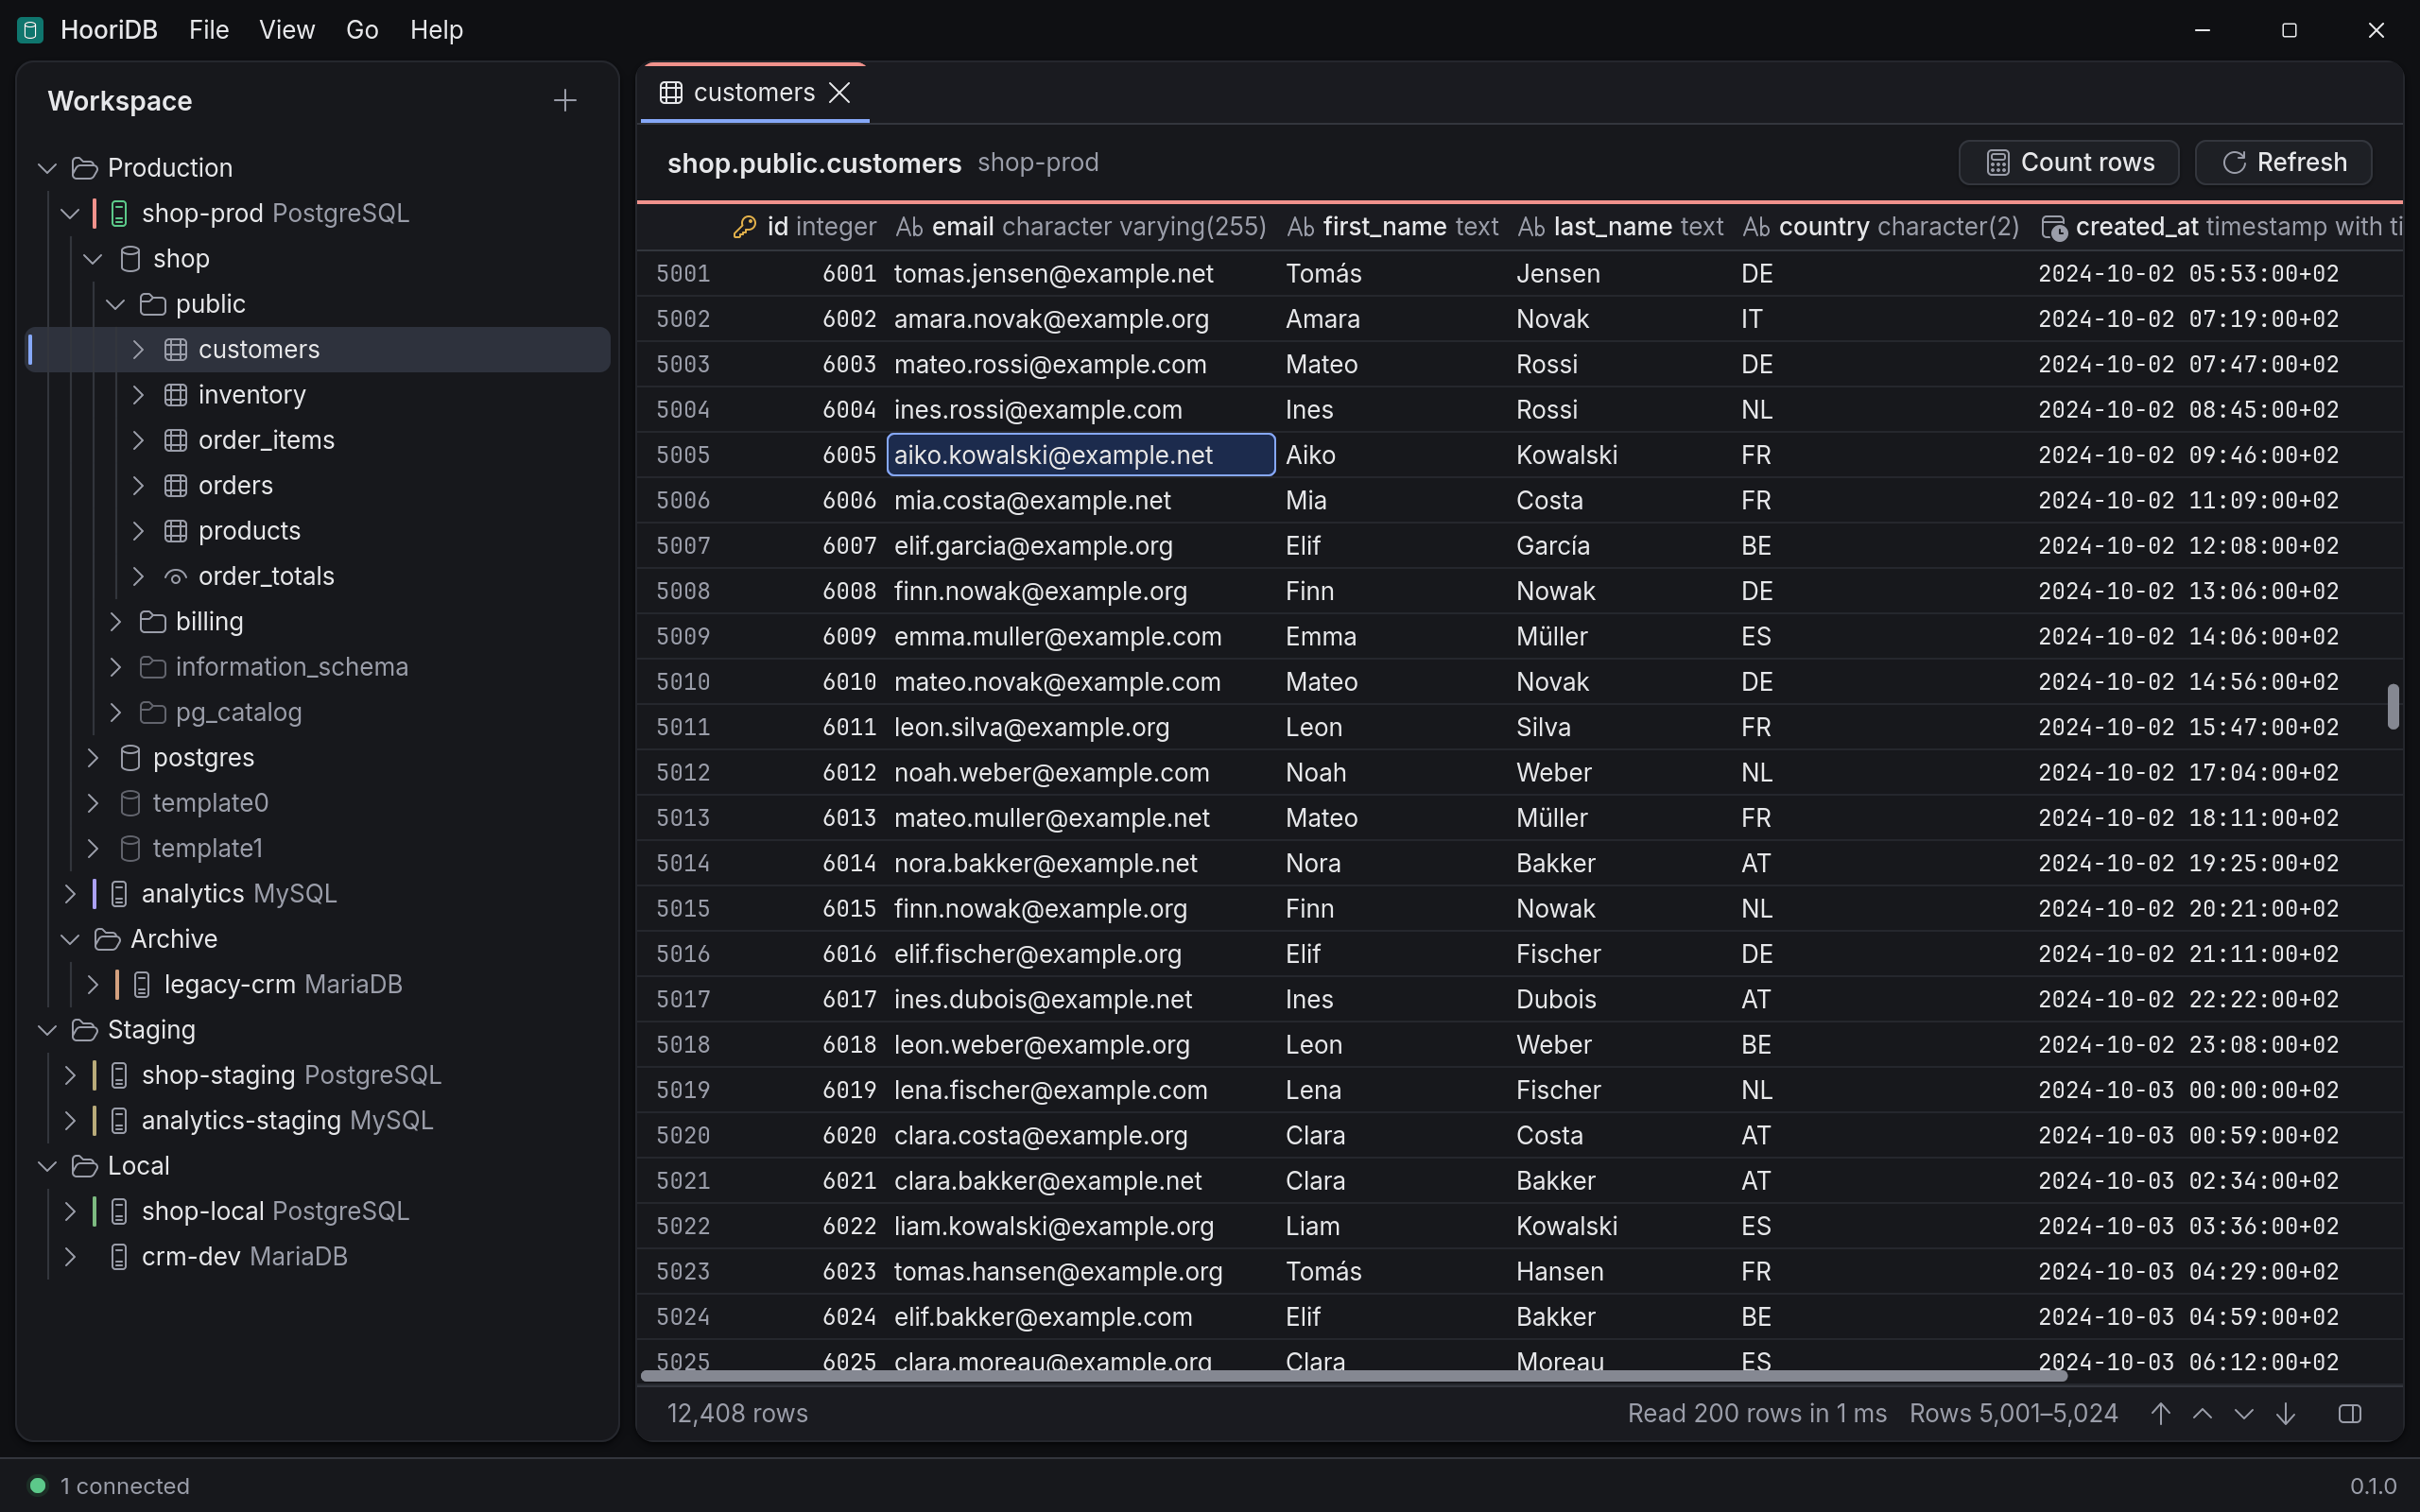 HooriDB File View Go Help
Workspace
Production
shop-prod PostgreSQL
shop
public
customers
inventory
order_items
orders
products
order_totals
billing
information_schema
pg_catalog
postgres
template0
template1
analytics MySQL
Archive
legacy-crm MariaDB
Staging
shop-staging PostgreSQL
analytics-staging MySQL
Local
shop-local PostgreSQL
crm-dev MariaDB
customers
shop.public.customers shop-prod Count rows Refresh
id integer Ab email character varying(255) Ab first_name text Ab last_name text Ab country character(2) created_at timestamp with ti
5001 6001 tomas.jensen@example.net Tomás Jensen DE 2024-10-02 05:53:00+02
5002 6002 amara.novak@example.org Amara Novak IT 2024-10-02 07:19:00+02
5003 6003 mateo.rossi@example.com Mateo Rossi DE 2024-10-02 07:47:00+02
5004 6004 ines.rossi@example.com Ines Rossi NL 2024-10-02 08:45:00+02
5005 6005 aiko.kowalski@example.net Aiko Kowalski FR 2024-10-02 09:46:00+02
5006 6006 mia.costa@example.net Mia Costa FR 2024-10-02 11:09:00+02
5007 6007 elif.garcia@example.org Elif García BE 2024-10-02 12:08:00+02
5008 6008 finn.nowak@example.org Finn Nowak DE 2024-10-02 13:06:00+02
5009 6009 emma.muller@example.com Emma Müller ES 2024-10-02 14:06:00+02
5010 6010 mateo.novak@example.com Mateo Novak DE 2024-10-02 14:56:00+02
5011 6011 leon.silva@example.org Leon Silva FR 2024-10-02 15:47:00+02
5012 6012 noah.weber@example.com Noah Weber NL 2024-10-02 17:04:00+02
5013 6013 mateo.muller@example.net Mateo Müller FR 2024-10-02 18:11:00+02
5014 6014 nora.bakker@example.net Nora Bakker AT 2024-10-02 19:25:00+02
5015 6015 finn.nowak@example.org Finn Nowak NL 2024-10-02 20:21:00+02
5016 6016 elif.fischer@example.org Elif Fischer DE 2024-10-02 21:11:00+02
5017 6017 ines.dubois@example.net Ines Dubois AT 2024-10-02 22:22:00+02
5018 6018 leon.weber@example.org Leon Weber BE 2024-10-02 23:08:00+02
5019 6019 lena.fischer@example.com Lena Fischer NL 2024-10-03 00:00:00+02
5020 6020 clara.costa@example.org Clara Costa AT 2024-10-03 00:59:00+02
5021 6021 clara.bakker@example.net Clara Bakker AT 2024-10-03 02:34:00+02
5022 6022 liam.kowalski@example.org Liam Kowalski ES 2024-10-03 03:36:00+02
5023 6023 tomas.hansen@example.org Tomás Hansen FR 2024-10-03 04:29:00+02
5024 6024 elif.bakker@example.com Elif Bakker BE 2024-10-03 04:59:00+02
5025 6025 clara.moreau@example.org Clara Moreau ES 2024-10-03 06:12:00+02
12,408 rows Read 200 rows in 1 ms Rows 5,001–5,024
1 connected 0.1.0